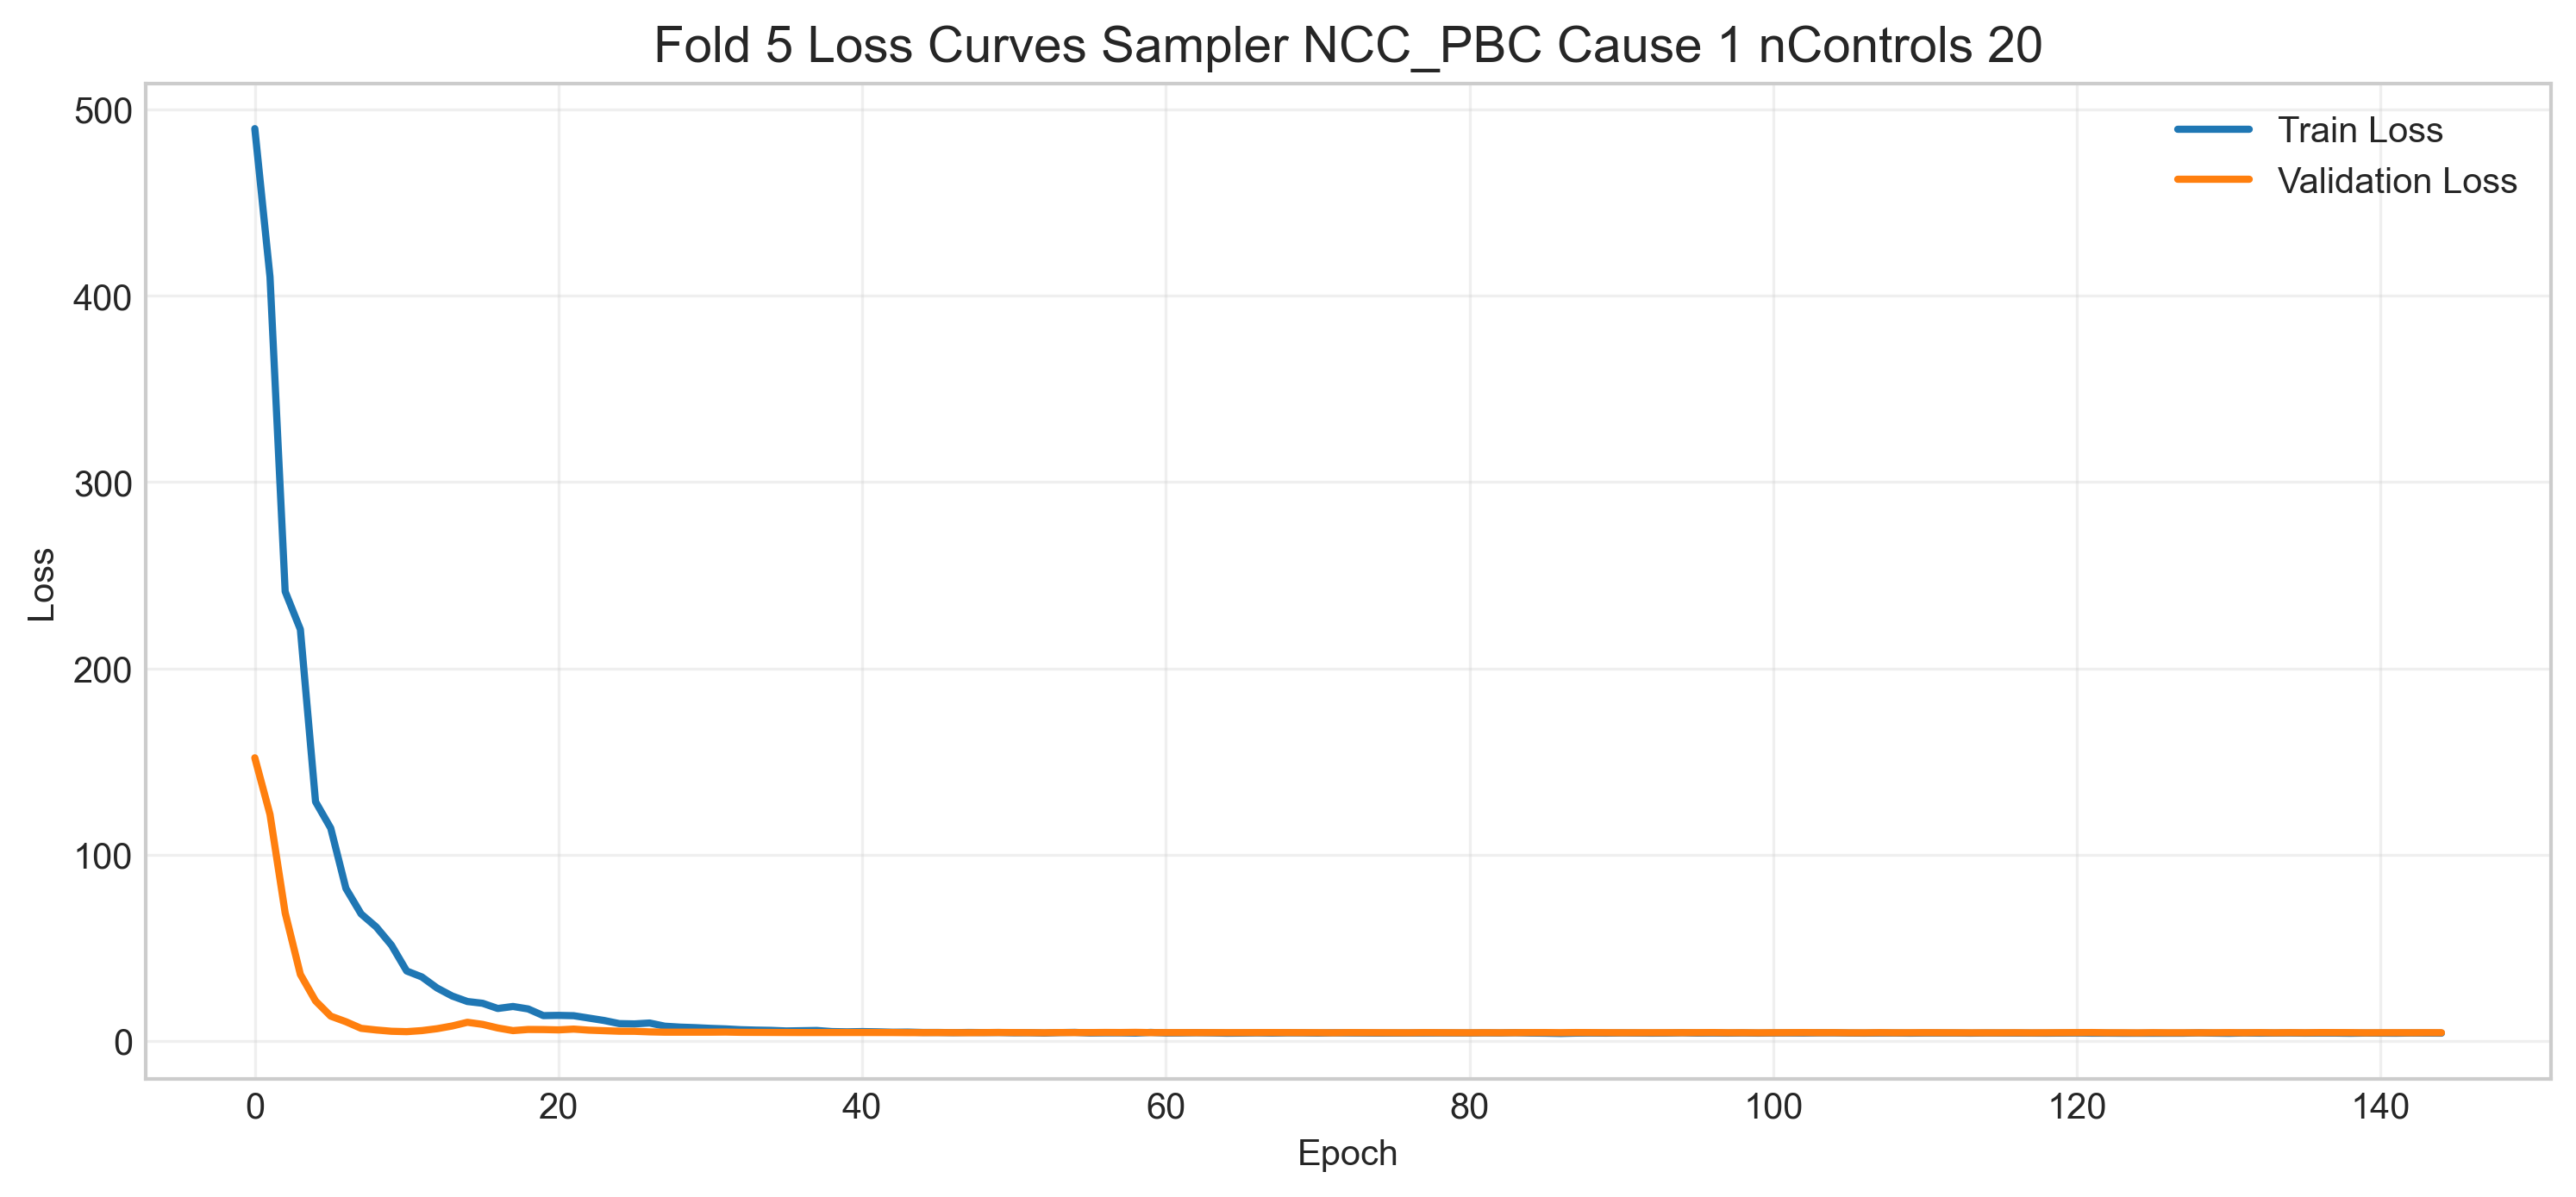 Fold 5 Loss Curves Sampler NCC_PBC Cause 1 nControls 20
Train Loss
Validation Loss
Loss
500
400
300
200
100
0
0 20 40 60 80 100 120 140
Epoch